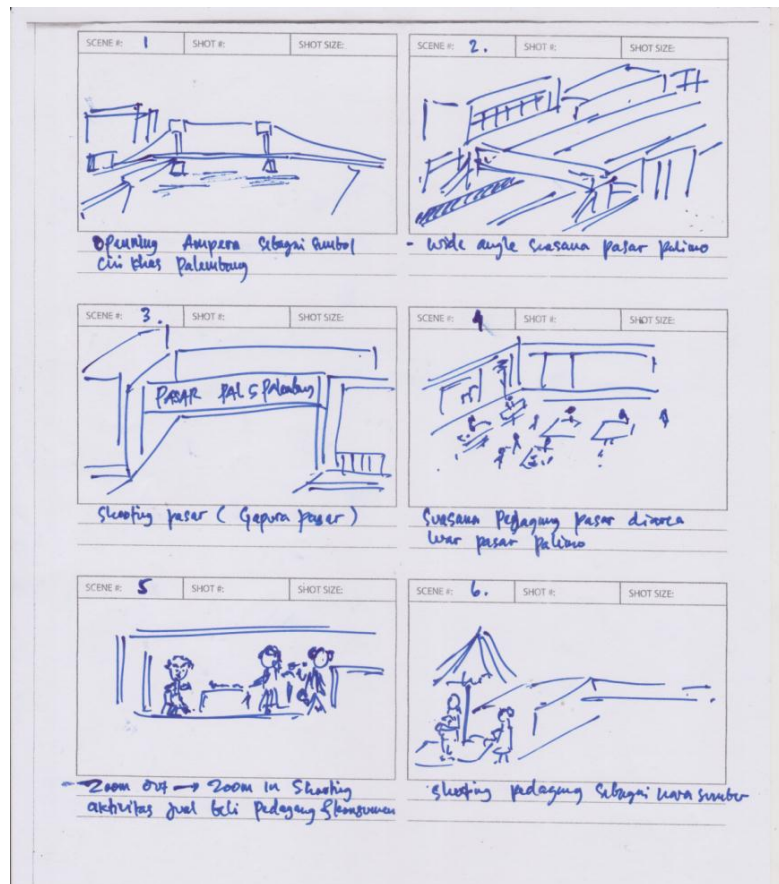 SCENE #: 1 SHOT #: SHOT SIZE:
SCENE #: 2. SHOT #: SHOT SIZE:
Openning Ampera Sebagai Simbol
Ciri khas Palembang
- wide angle suasana pasar palimo
SCENE #: 3. SHOT #: SHOT SIZE:
SCENE #: 4 SHOT #: SHOT SIZE:
PASAR PAL 5 Palembang
Shooting pasar ( Gapura pasar )
Suasana Pedagang pasar diarea
luar pasar palimo
SCENE #: 5 SHOT #: SHOT SIZE:
SCENE #: 6. SHOT #: SHOT SIZE:
- Zoom out → Zoom in Shooting
aktivitas jual beli pedagang & konsumen
shooting pedagang sebagai nara sumber